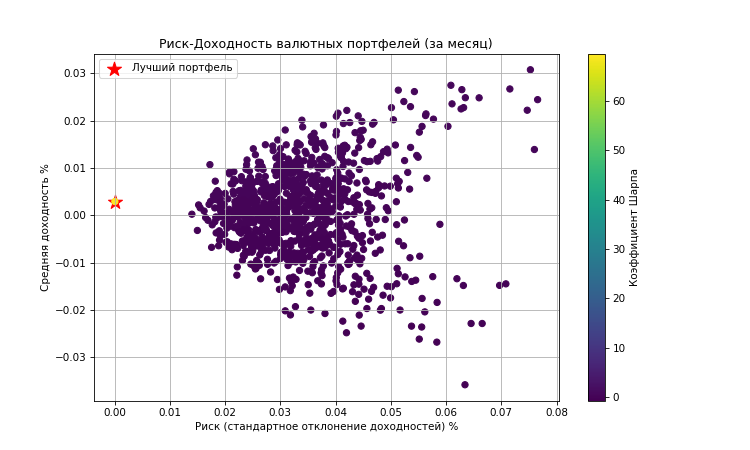 Риск-Доходность валютных портфелей (за месяц)
Лучший портфель
0.03
0.02
0.01
0.00
−0.01
−0.02
−0.03
Средняя доходность %
0.00 0.01 0.02 0.03 0.04 0.05 0.06 0.07 0.08
Риск (стандартное отклонение доходностей) %
60
50
40
30
20
10
0
Коэффициент Шарпа